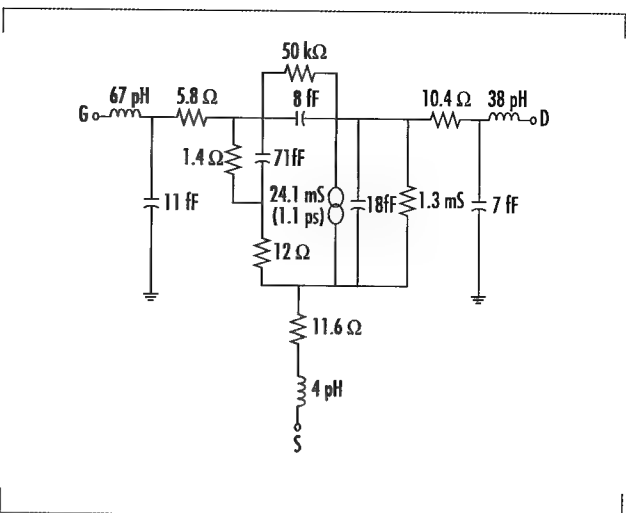 50 kΩ
67 pH 5.8 Ω 8 fF 10.4 Ω 38 pH
G D
1.4 Ω 71fF
11 fF 24.1 mS 18fF 1.3 mS 7 fF
(1.1 ps)
12 Ω
11.6 Ω
4 pH
S